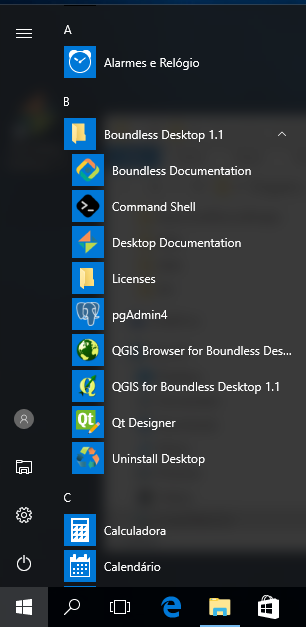 A
Alarmes e Relógio
B
Boundless Desktop 1.1
Boundless Documentation
Command Shell
Desktop Documentation
Licenses
pgAdmin4
QGIS Browser for Boundless Des...
QGIS for Boundless Desktop 1.1
Qt Designer
Uninstall Desktop
C
Calculadora
Calendário